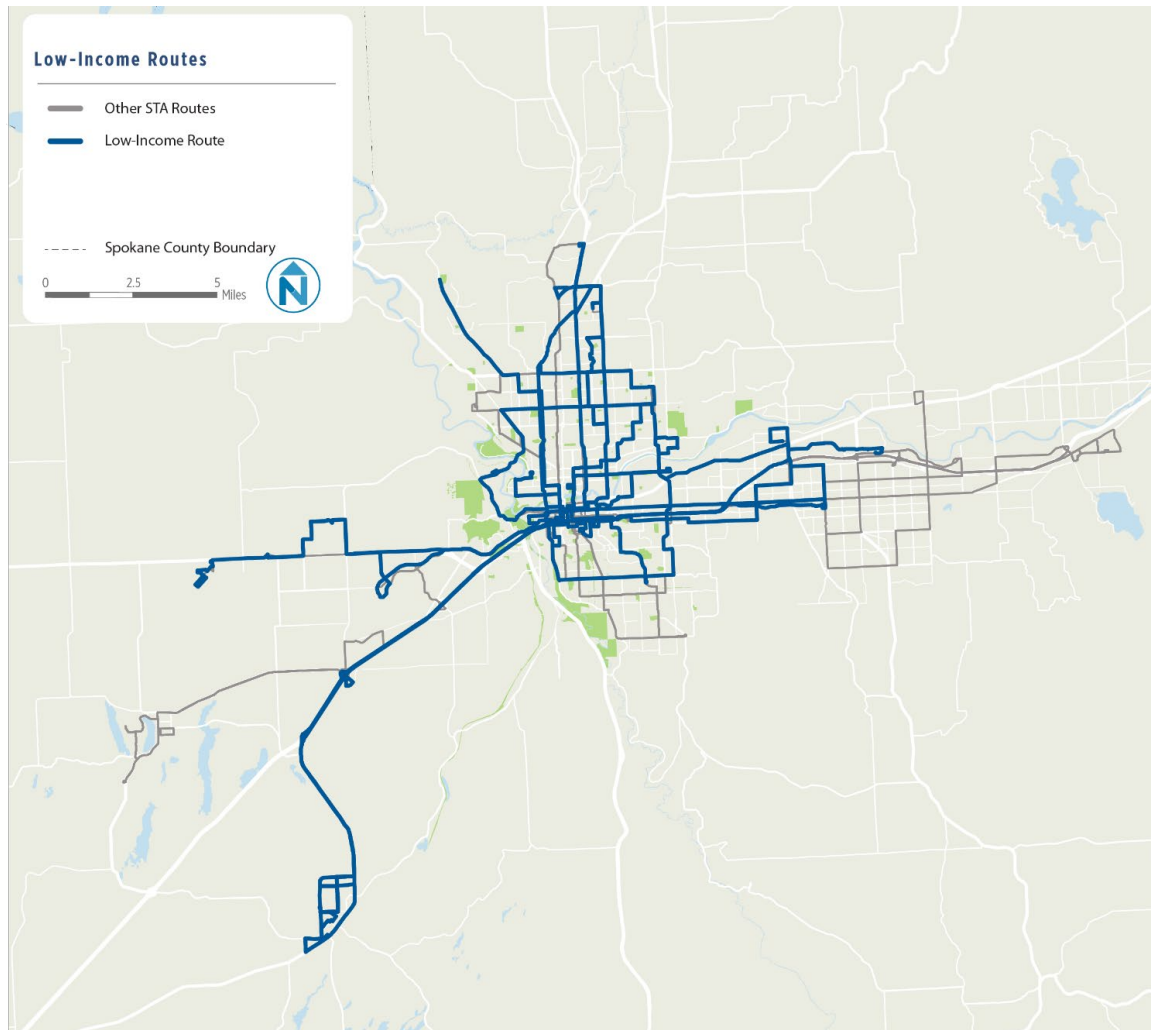 Low-Income Routes
Other STA Routes
Low-Income Route
Spokane County Boundary
0 2.5 5
Miles
N